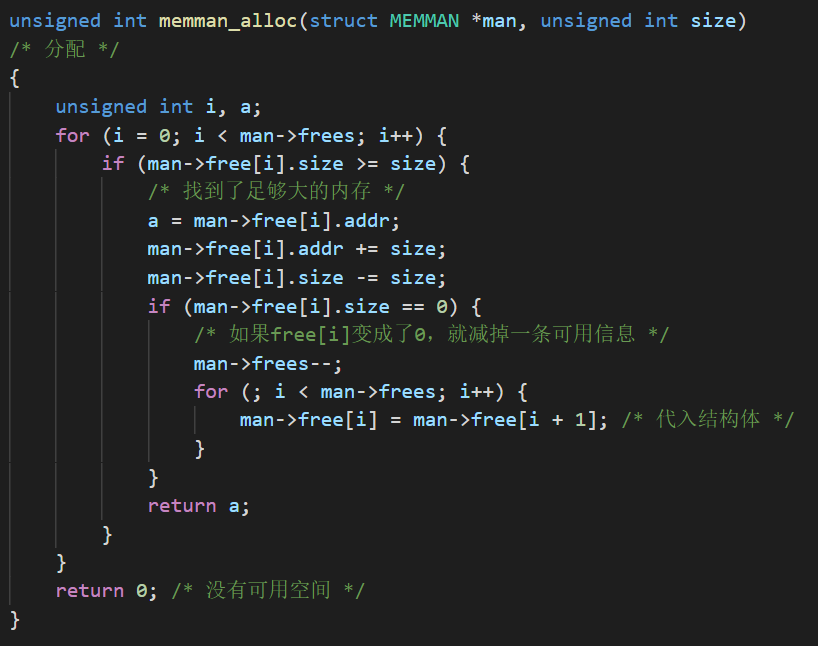 unsigned int memman_alloc(struct MEMMAN *man, unsigned int size)
/* 分配 */
{
    unsigned int i, a;
    for (i = 0; i < man->frees; i++) {
        if (man->free[i].size >= size) {
            /* 找到了足够大的内存 */
            a = man->free[i].addr;
            man->free[i].addr += size;
            man->free[i].size -= size;
            if (man->free[i].size == 0) {
                /* 如果free[i]变成了0，就减掉一条可用信息 */
                man->frees--;
                for (; i < man->frees; i++) {
                    man->free[i] = man->free[i + 1]; /* 代入结构体 */
                }
            }
            return a;
        }
    }
    return 0; /* 没有可用空间 */
}